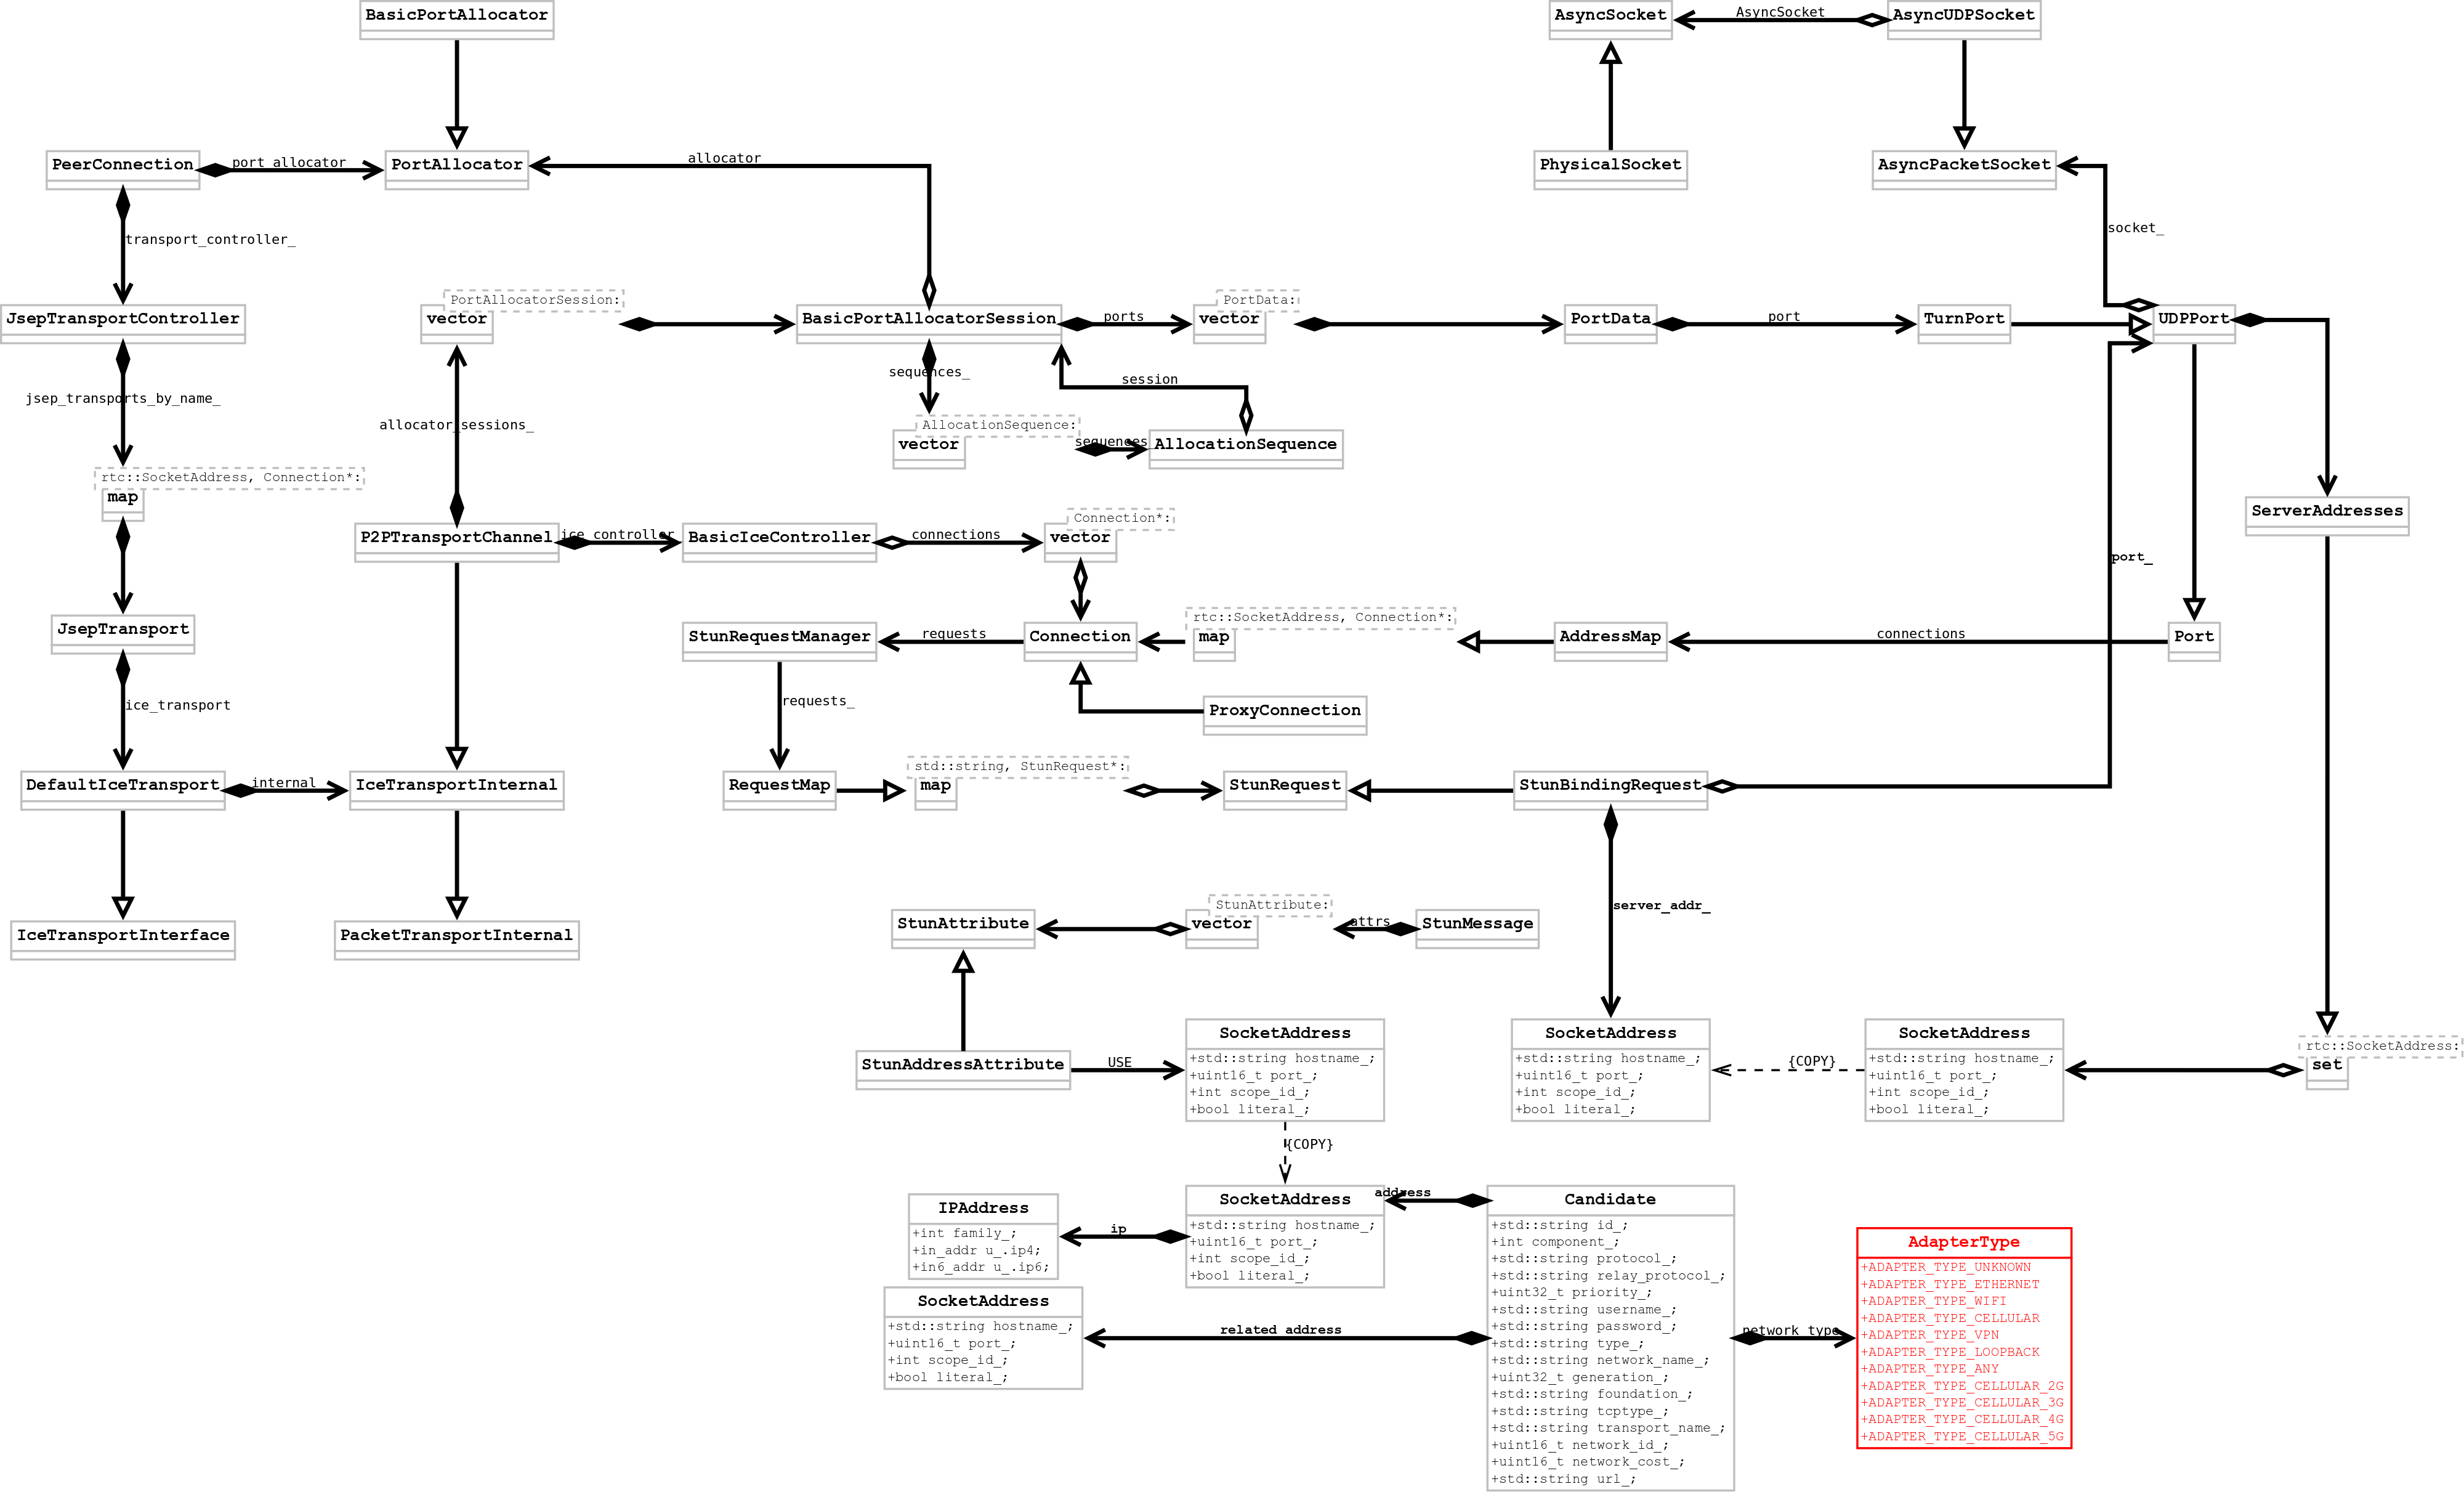 BasicPortAllocator
AsyncSocket
AsyncSocket
AsyncUDPSocket
PeerConnection
port_allocator
PortAllocator
allocator
PhysicalSocket
AsyncPacketSocket
transport_controller_
socket_
JsepTransportController
PortAllocatorSession:
vector
BasicPortAllocatorSession
ports
PortData:
vector
PortData
port
TurnPort
UDPPort
sequences_
session
jsep_transports_by_name_
allocator_sessions_
AllocationSequence:
vector
sequences_
AllocationSequence
rtc::SocketAddress, Connection*:
map
P2PTransportChannel
ice_controller
BasicIceController
connections
Connection*:
vector
ServerAddresses
port_
JsepTransport
StunRequestManager
requests
Connection
rtc::SocketAddress, Connection*:
map
AddressMap
connections
Port
ice_transport
requests_
ProxyConnection
DefaultIceTransport
internal
IceTransportInternal
RequestMap
std::string, StunRequest*:
map
StunRequest
StunBindingRequest
IceTransportInterface
PacketTransportInternal
StunAttribute
StunAttribute:
vector
attrs_
StunMessage
server_addr_
StunAddressAttribute
USE
SocketAddress
+std::string hostname_;
+uint16_t port_;
+int scope_id_;
+bool literal_;
SocketAddress
+std::string hostname_;
+uint16_t port_;
+int scope_id_;
+bool literal_;
{COPY}
SocketAddress
+std::string hostname_;
+uint16_t port_;
+int scope_id_;
+bool literal_;
rtc::SocketAddress:
set
{COPY}
IPAddress
+int family_;
+in_addr u_.ip4;
+in6_addr u_.ip6;
ip
SocketAddress
+std::string hostname_;
+uint16_t port_;
+int scope_id_;
+bool literal_;
address
Candidate
+std::string id_;
+int component_;
+std::string protocol_;
+std::string relay_protocol_;
+uint32_t priority_;
+std::string username_;
+std::string password_;
+std::string type_;
+std::string network_name_;
+uint32_t generation_;
+std::string foundation_;
+std::string tcptype_;
+std::string transport_name_;
+uint16_t network_id_;
+uint16_t network_cost_;
+std::string url_;
SocketAddress
+std::string hostname_;
+uint16_t port_;
+int scope_id_;
+bool literal_;
related_address
network_type
AdapterType
+ADAPTER_TYPE_UNKNOWN
+ADAPTER_TYPE_ETHERNET
+ADAPTER_TYPE_WIFI
+ADAPTER_TYPE_CELLULAR
+ADAPTER_TYPE_VPN
+ADAPTER_TYPE_LOOPBACK
+ADAPTER_TYPE_ANY
+ADAPTER_TYPE_CELLULAR_2G
+ADAPTER_TYPE_CELLULAR_3G
+ADAPTER_TYPE_CELLULAR_4G
+ADAPTER_TYPE_CELLULAR_5G